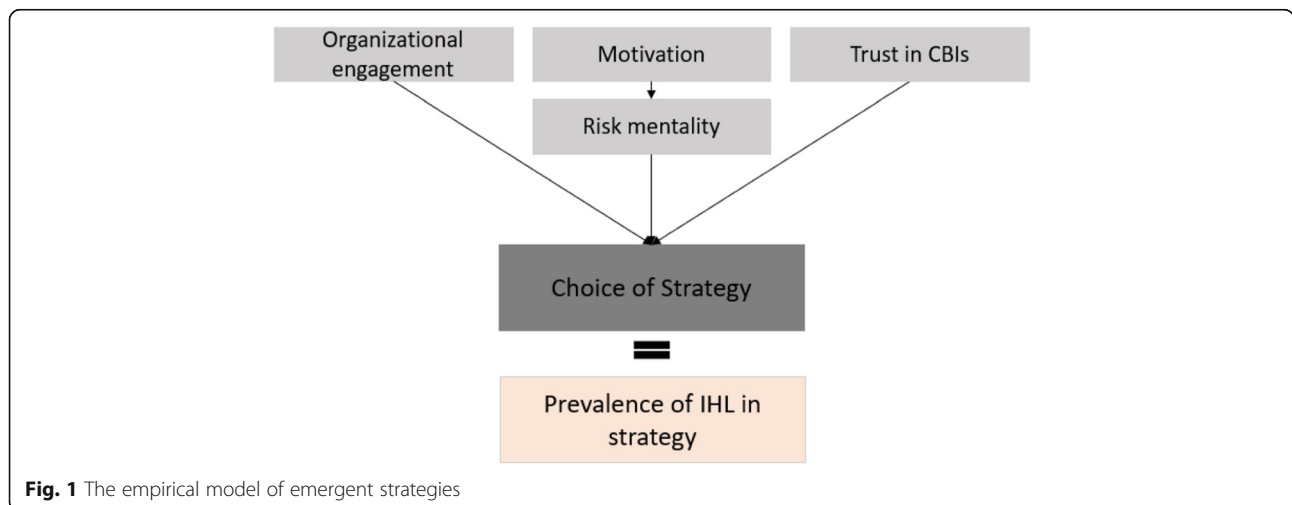 Organizational
engagement
Motivation
Trust in CBIs
Risk mentality
Choice of Strategy
=
Prevalence of IHL in
strategy
Fig. 1 The empirical model of emergent strategies